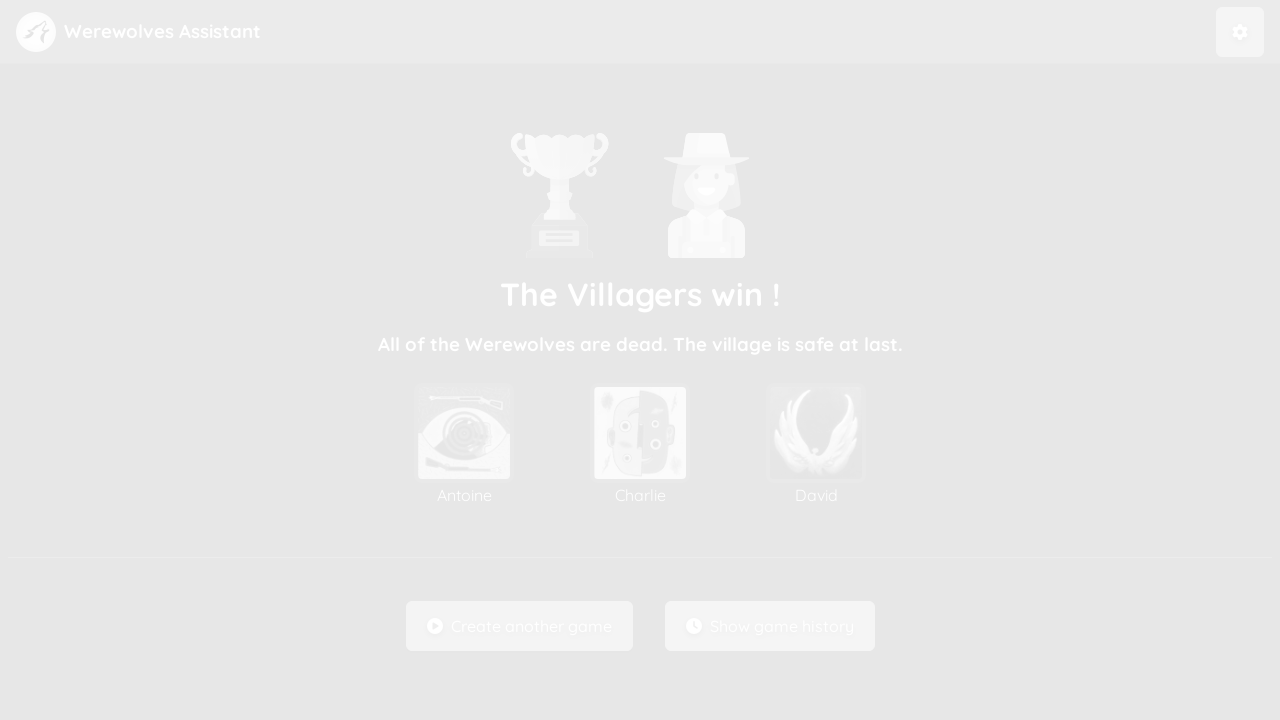 Werewolves Assistant
The Villagers win !
All of the Werewolves are dead. The village is safe at last.
Antoine
Charlie
David
Create another game
Show game history